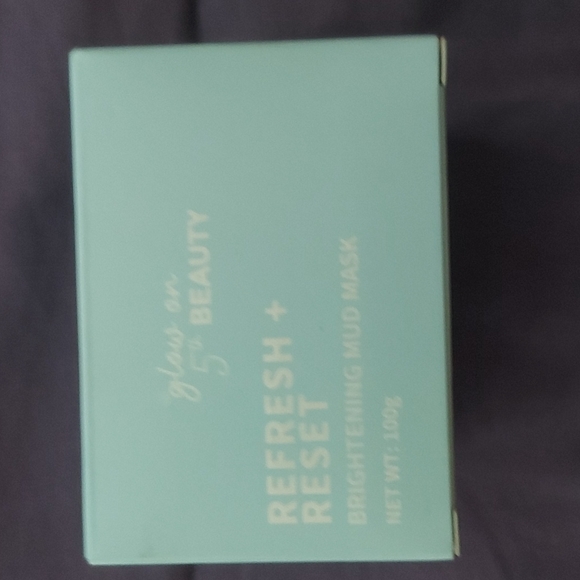 glow on
5th BEAUTY
REFRESH +
RESET
BRIGHTENING MUD MASK
NET WT: 100g